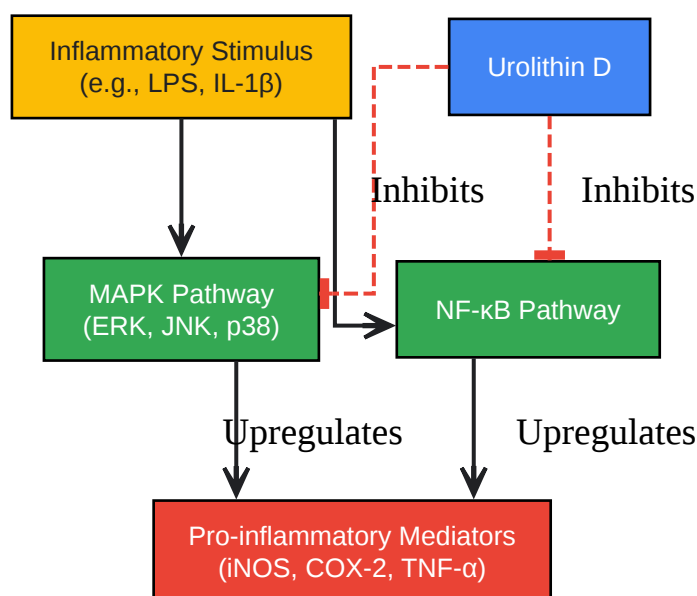 Inflammatory Stimulus
(e.g., LPS, IL-1β)
Urolithin D
Inhibits
Inhibits
MAPK Pathway
(ERK, JNK, p38)
NF-κB Pathway
Upregulates
Upregulates
Pro-inflammatory Mediators
(iNOS, COX-2, TNF-α)